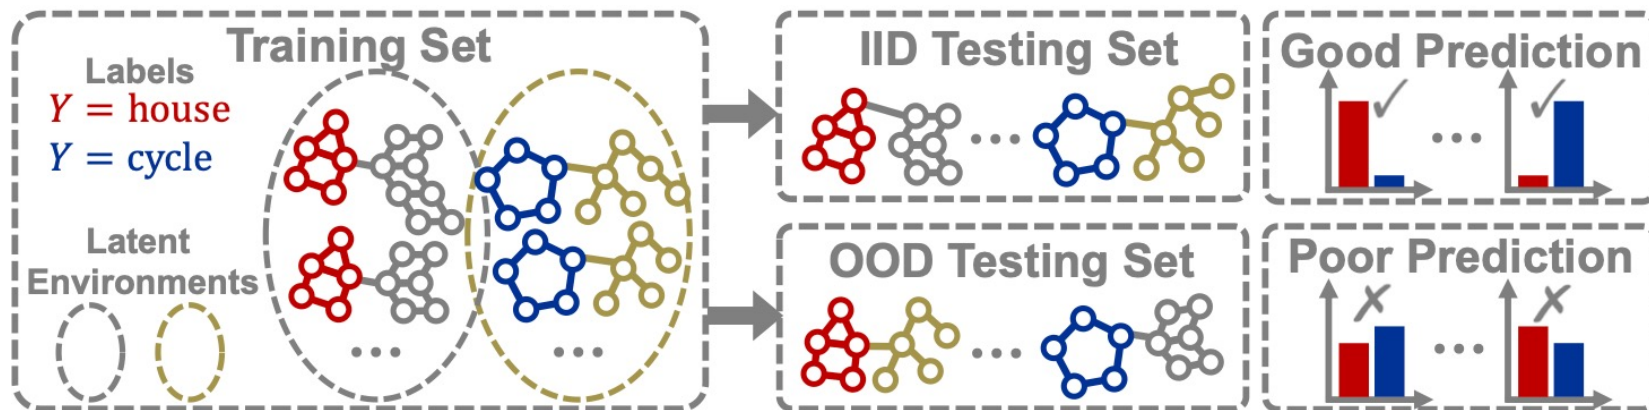 Training Set
Labels
Y = house
Y = cycle
Latent
Environments
...
...
IID Testing Set
...
Good Prediction
✓
...
✓
OOD Testing Set
...
Poor Prediction
✗
...
✗